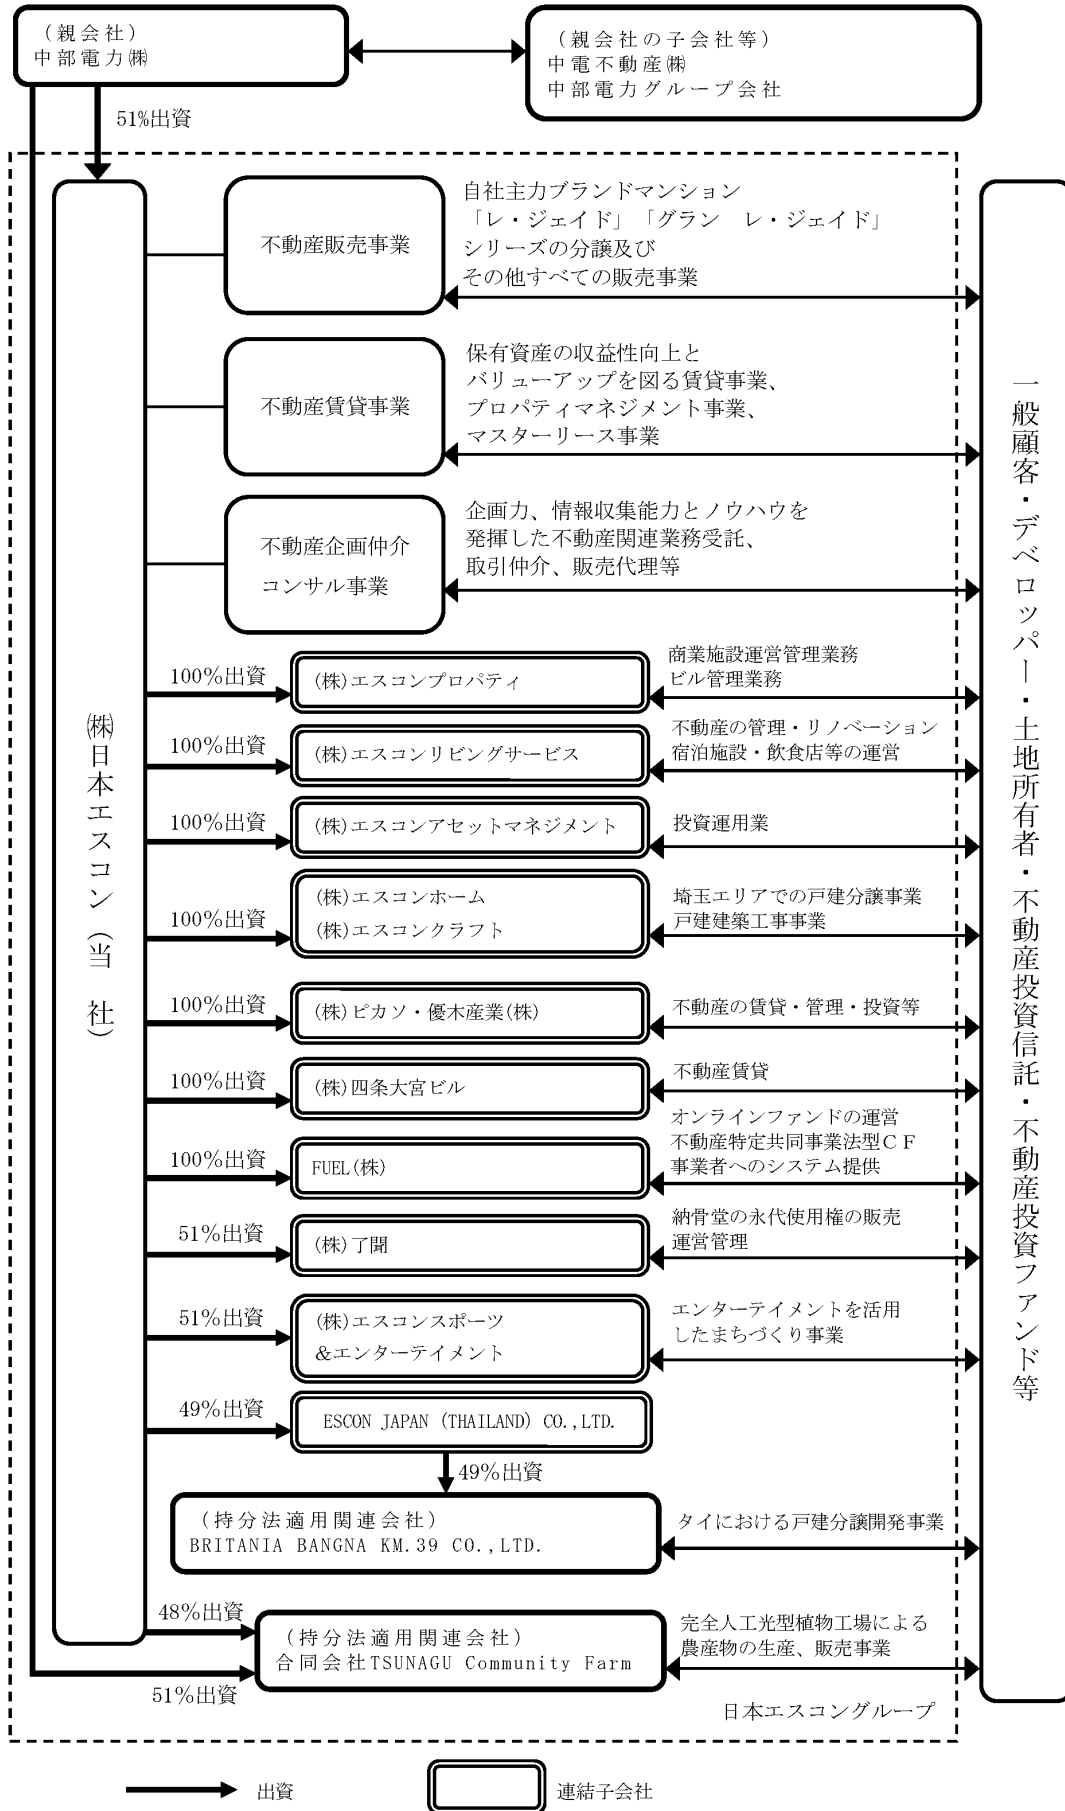 （親会社）
中部電力㈱
（親会社の子会社等）
中電不動産㈱
中部電力グループ会社
51%出資
不動産販売事業
自社主力ブランドマンション
「レ・ジェイド」「グラン　レ・ジェイド」
シリーズの分譲及び
その他すべての販売事業
不動産賃貸事業
保有資産の収益性向上と
バリューアップを図る賃貸事業、
プロパティマネジメント事業、
マスターリース事業
不動産企画仲介
コンサル事業
企画力、情報収集能力とノウハウを
発揮した不動産関連業務受託、
取引仲介、販売代理等
㈱日本エスコン（当　社）
一般顧客・デベロッパー・土地所有者・不動産投資信託・不動産投資ファンド等
100%出資
(株)エスコンプロパティ
商業施設運営管理業務
ビル管理業務
100%出資
(株)エスコンリビングサービス
不動産の管理・リノベーション
宿泊施設・飲食店等の運営
100%出資
(株)エスコンアセットマネジメント
投資運用業
100%出資
(株)エスコンホーム
(株)エスコンクラフト
埼玉エリアでの戸建分譲事業
戸建建築工事事業
100%出資
(株)ピカソ・優木産業(株)
不動産の賃貸・管理・投資等
100%出資
(株)四条大宮ビル
不動産賃貸
100%出資
FUEL(株)
オンラインファンドの運営
不動産特定共同事業法型ＣＦ
事業者へのシステム提供
51%出資
(株)了聞
納骨堂の永代使用権の販売
運営管理
51%出資
(株)エスコンスポーツ
&エンターテイメント
エンターテイメントを活用
したまちづくり事業
49%出資
ESCON JAPAN (THAILAND) CO.,LTD.
49%出資
（持分法適用関連会社）
BRITANIA BANGNA KM.39 CO.,LTD.
タイにおける戸建分譲開発事業
48%出資
（持分法適用関連会社）
合同会社TSUNAGU Community Farm
完全人工光型植物工場による
農産物の生産、販売事業
51%出資
日本エスコングループ
出資
連結子会社